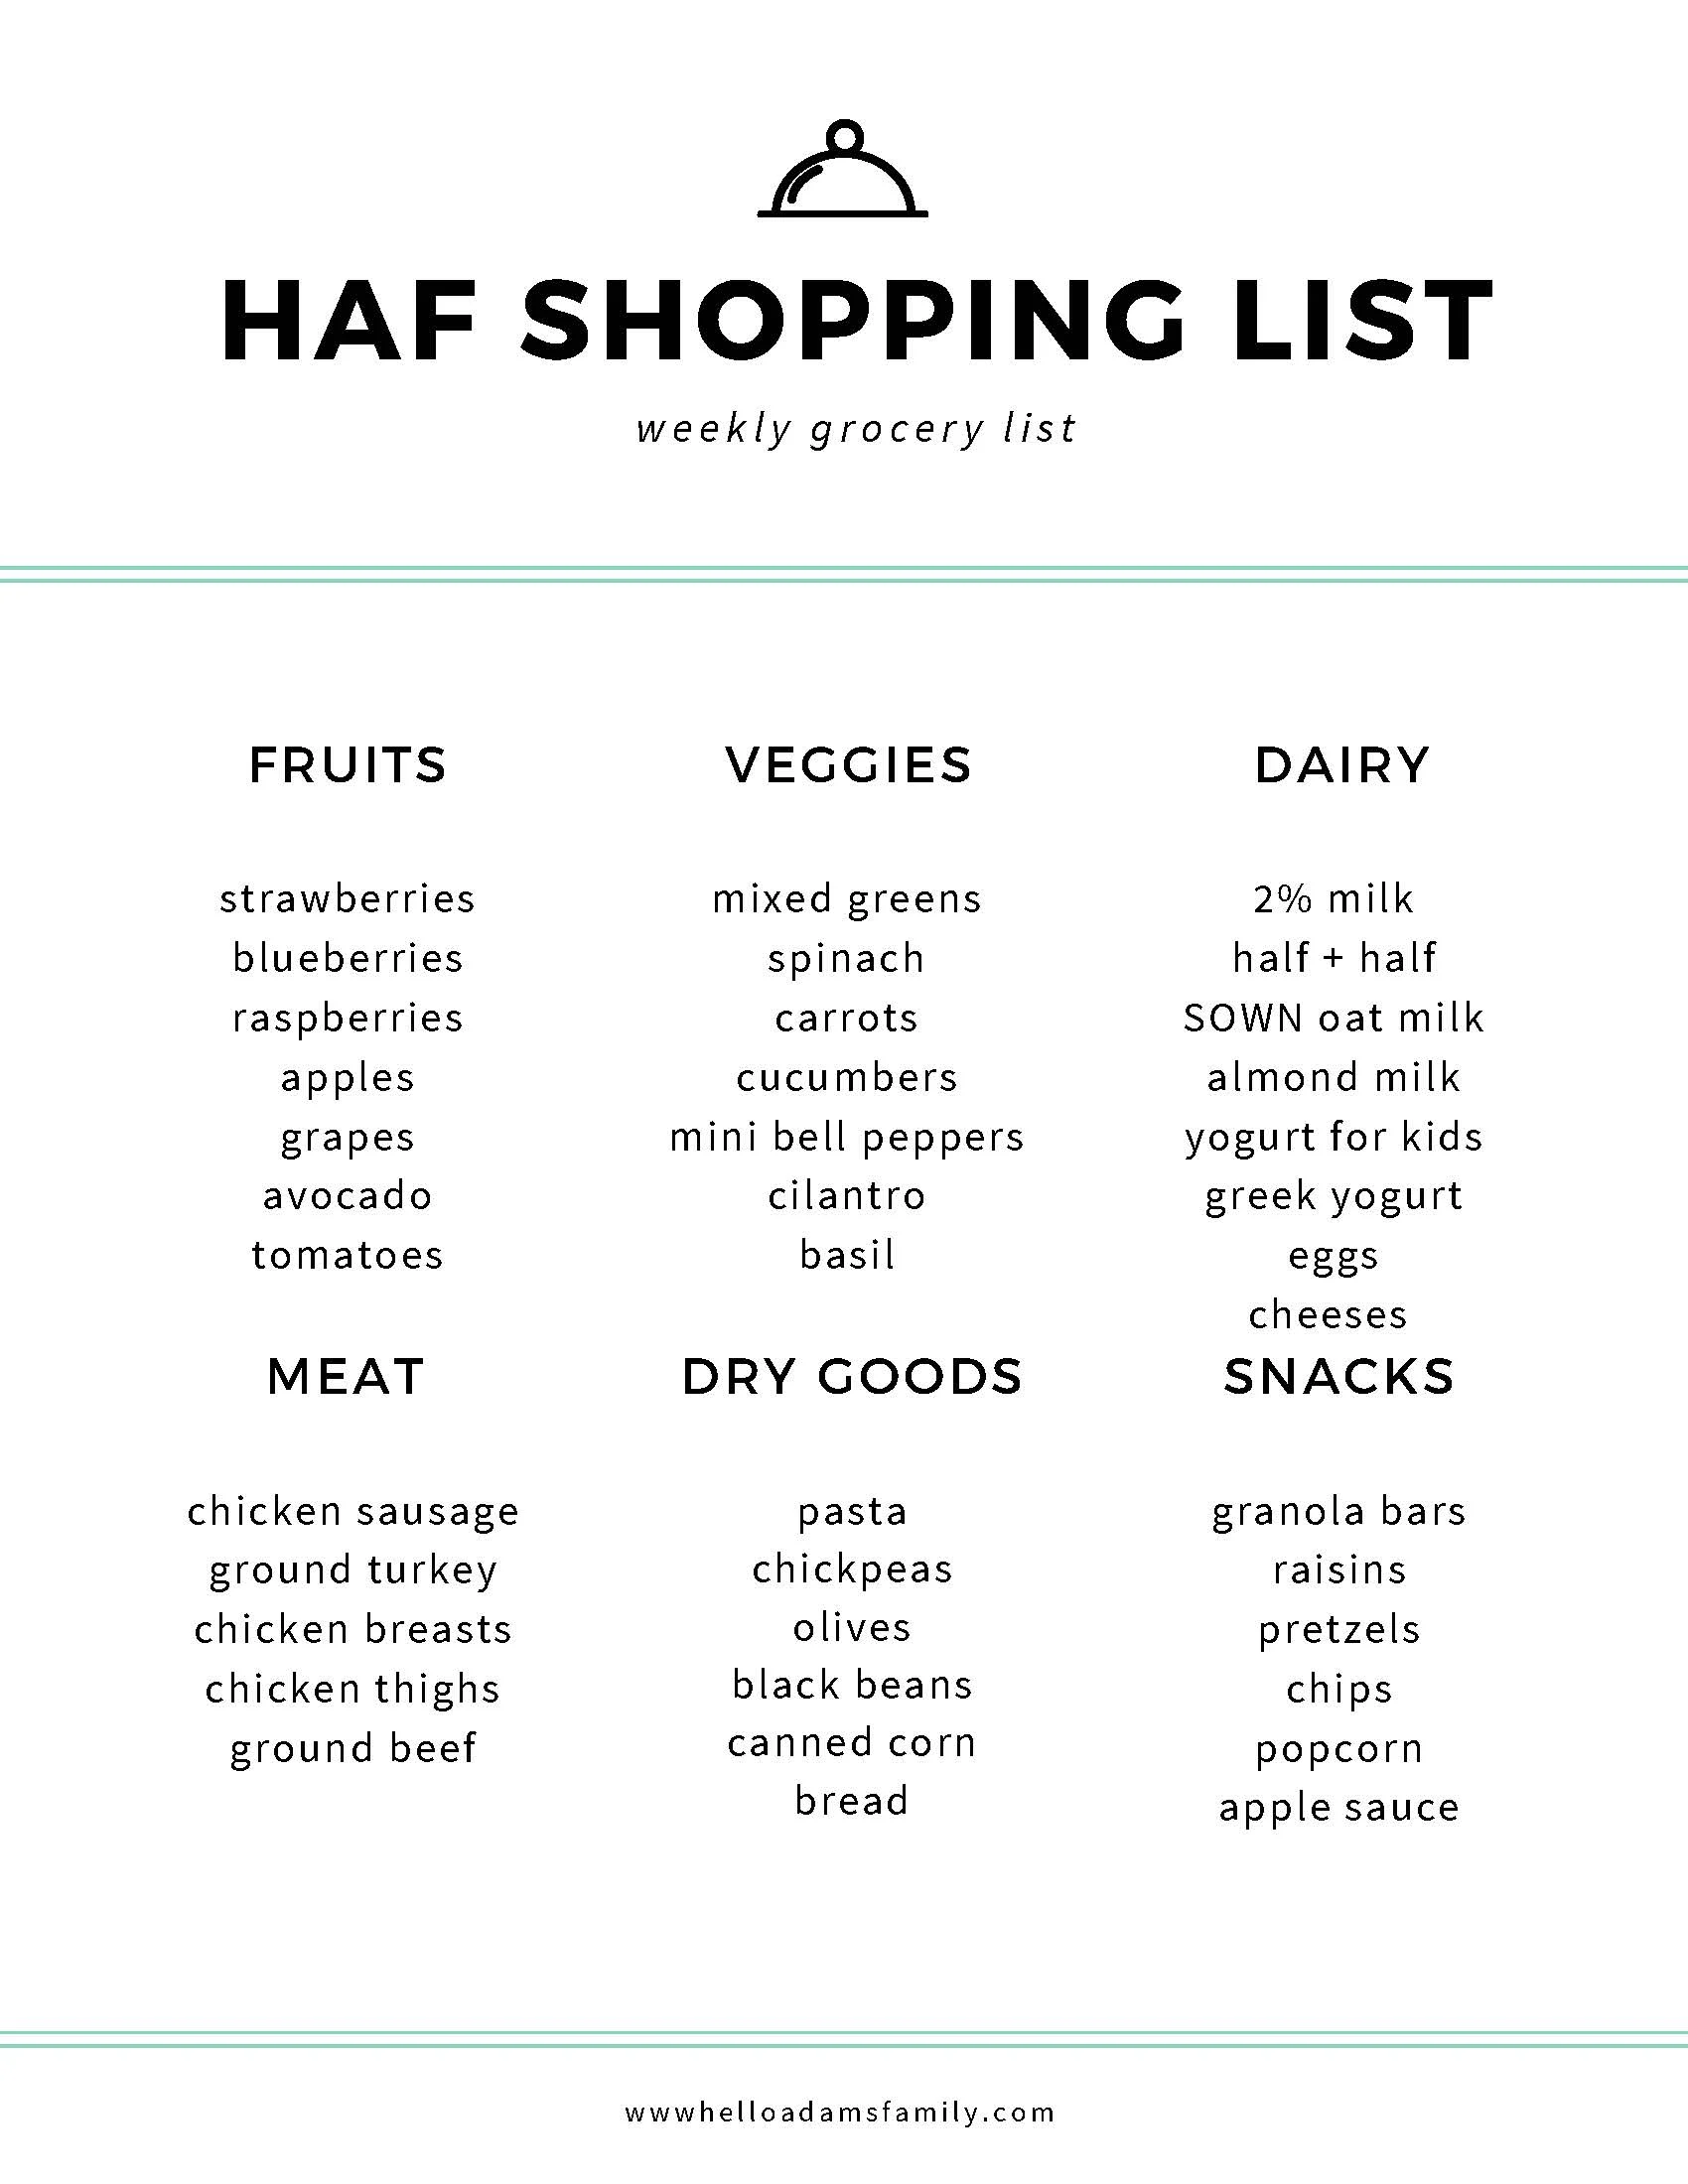 HAF SHOPPING LIST
weekly grocery list
FRUITS
strawberries
blueberries
raspberries
apples
grapes
avocado
tomatoes
VEGGIES
mixed greens
spinach
carrots
cucumbers
mini bell peppers
cilantro
basil
DAIRY
2% milk
half + half
SOWN oat milk
almond milk
yogurt for kids
greek yogurt
eggs
cheeses
MEAT
chicken sausage
ground turkey
chicken breasts
chicken thighs
ground beef
DRY GOODS
pasta
chickpeas
olives
black beans
canned corn
bread
SNACKS
granola bars
raisins
pretzels
chips
popcorn
apple sauce
wwwhelloadamsfamily.com